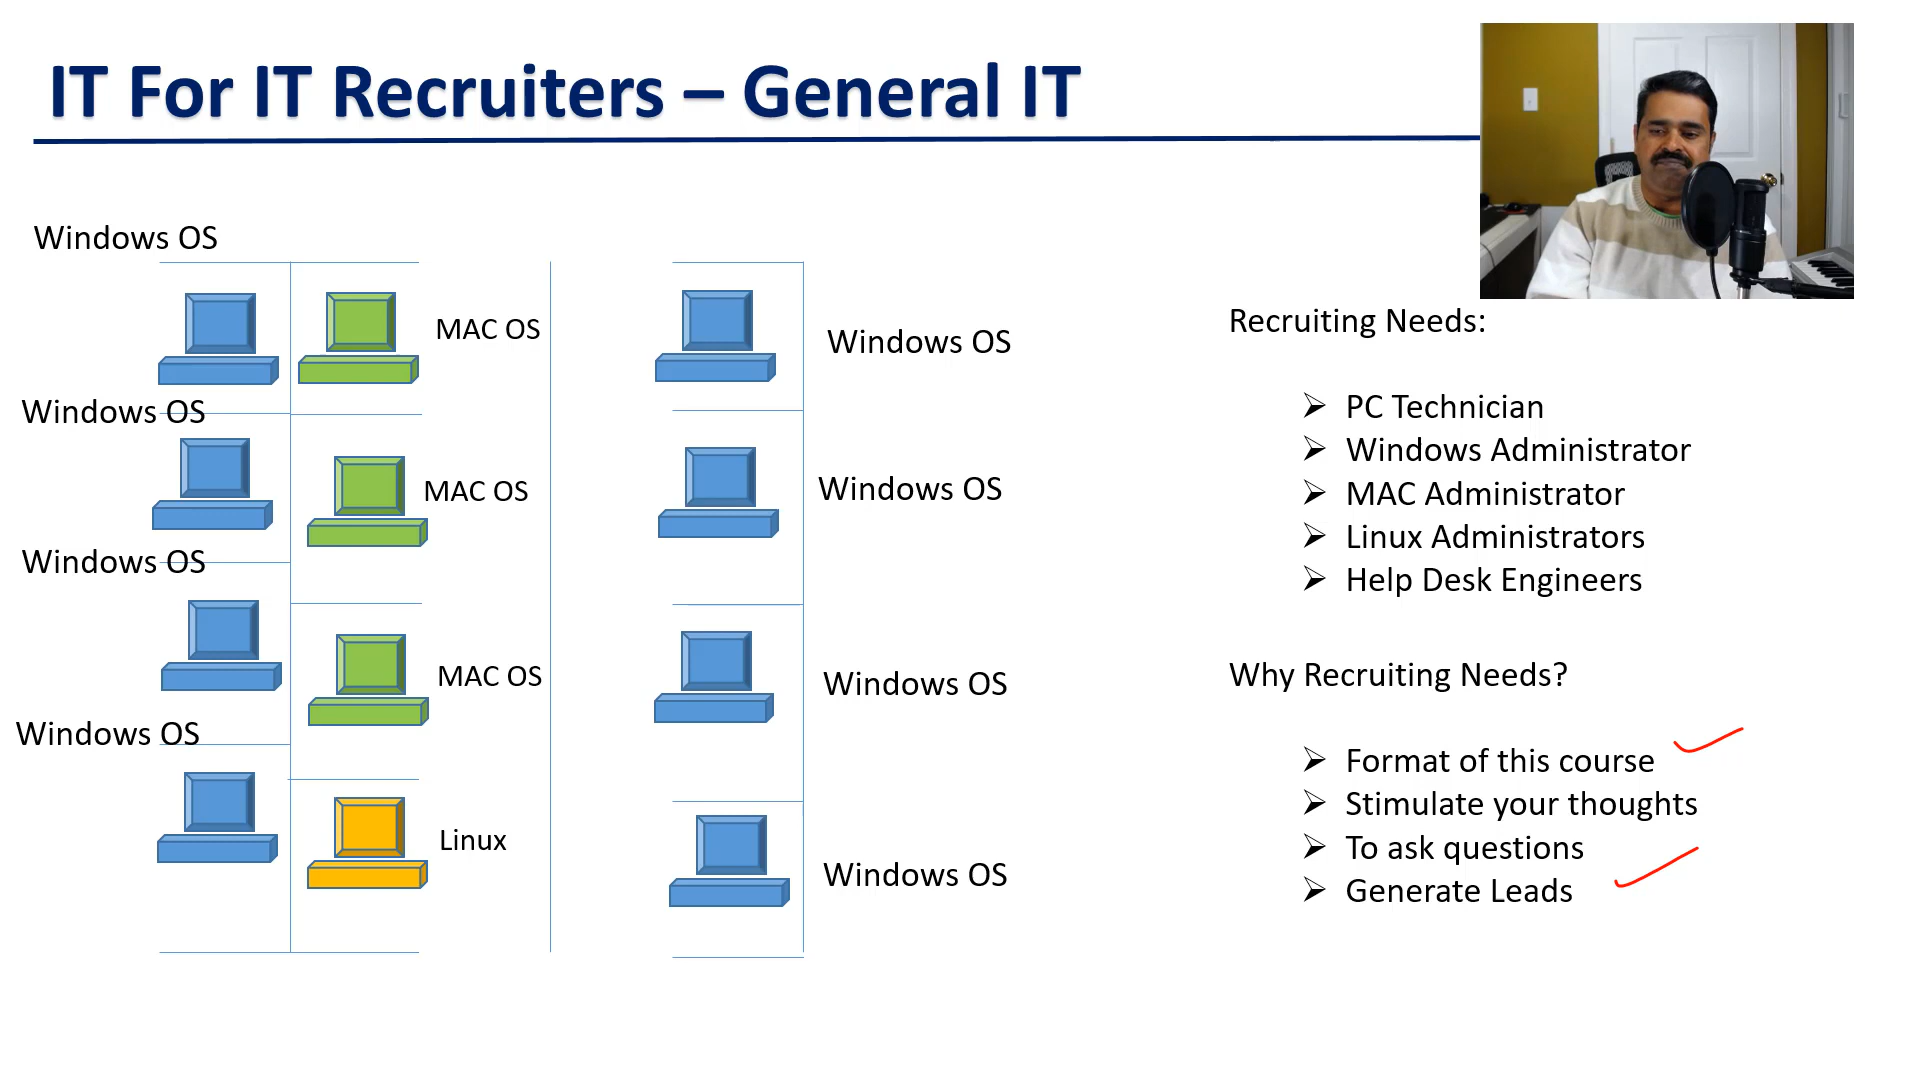 IT For IT Recruiters – General IT
Windows OS
MAC OS
Windows OS
Windows OS
MAC OS
Windows OS
Windows OS
MAC OS
Windows OS
Windows OS
Linux
Windows OS
Recruiting Needs:
➢ PC Technician
➢ Windows Administrator
➢ MAC Administrator
➢ Linux Administrators
➢ Help Desk Engineers
Why Recruiting Needs?
➢ Format of this course
➢ Stimulate your thoughts
➢ To ask questions
➢ Generate Leads